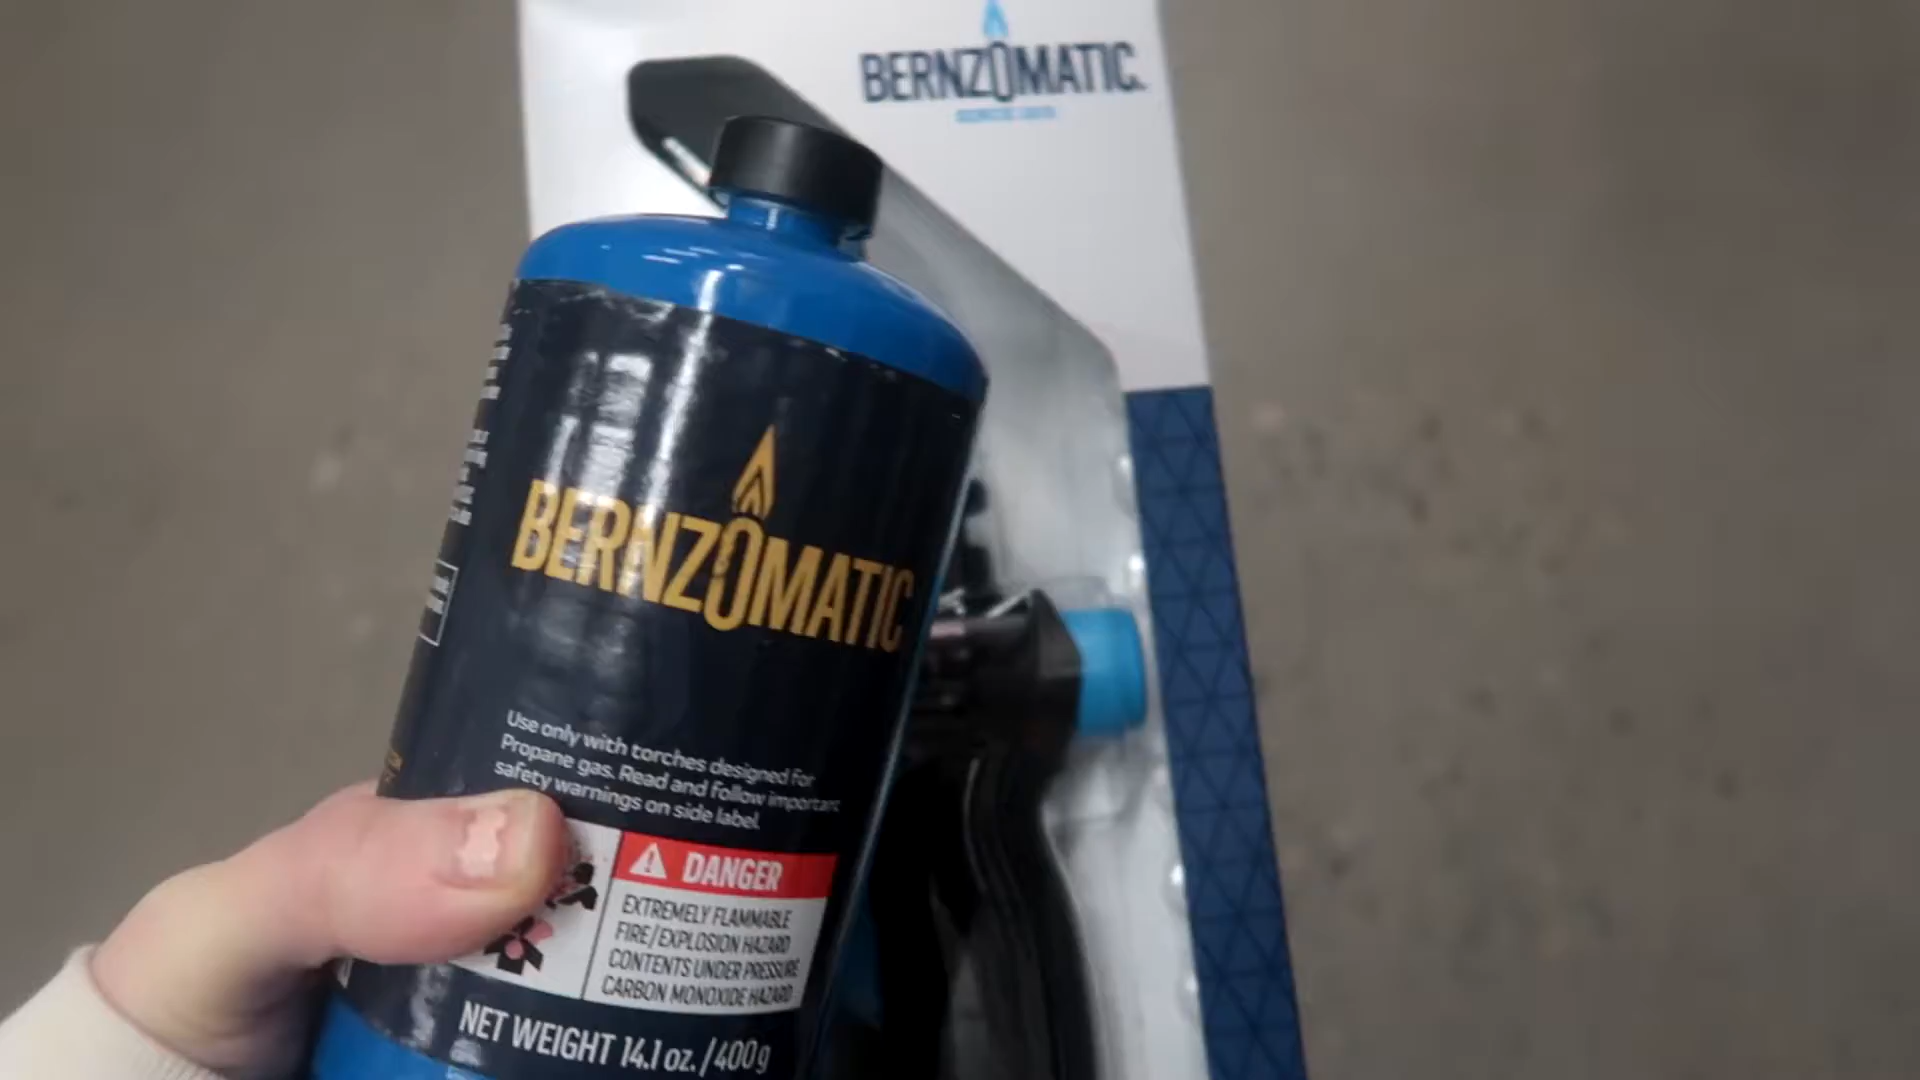 BERNZOMATIC
BERNZOMATIC
Use only with torches designed for
Propane gas. Read and follow important
safety warnings on side label.
DANGER
EXTREMELY FLAMMABLE
FIRE/EXPLOSION HAZARD
CONTENTS UNDER PRESSURE
CARBON MONOXIDE HAZARD
NET WEIGHT 14.1 oz. / 400 g